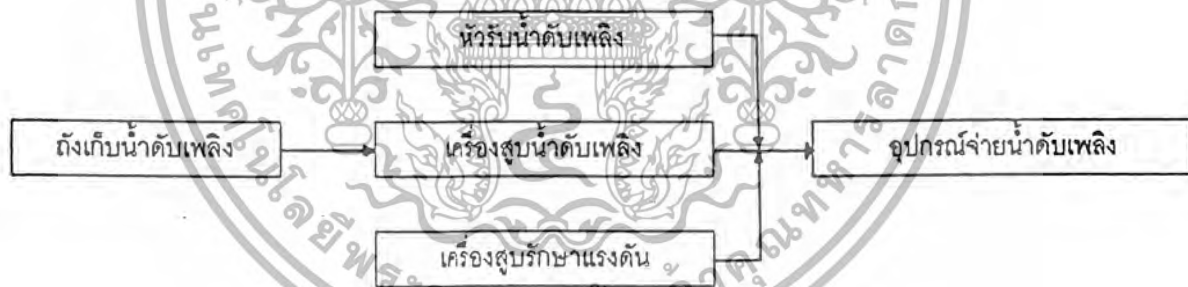 หัวรับน้ำดับเพลิง
ถังเก็บน้ำดับเพลิง
เครื่องสูบน้ำดับเพลิง
อุปกรณ์จ่ายน้ำดับเพลิง
เครื่องสูบรักษาแรงดัน